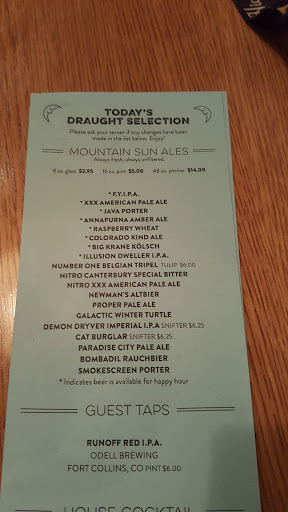 TODAY'S
DRAUGHT SELECTION
Please ask your server if any changes have been
made in the list below. Enjoy!
MOUNTAIN SUN ALES
Always fresh, always unfiltered.
8 oz. glass $2.95 16 oz. pint $5.00 48 oz. pitcher $14.00
* F.Y.I.P.A.
* XXX AMERICAN PALE ALE
* JAVA PORTER
* ANNAPURNA AMBER ALE
* RASPBERRY WHEAT
* COLORADO KIND ALE
* BIG KRANE KÖLSCH
* ILLUSION DWELLER I.P.A.
NUMBER ONE BELGIAN TRIPEL TULIP $6.00
NITRO CANTERBURY SPECIAL BITTER
NITRO XXX AMERICAN PALE ALE
NEWMAN'S ALTBIER
PROPER PALE ALE
GALACTIC WINTER TURTLE
DEMON DRYVER IMPERIAL I.P.A SNIFTER $6.25
CAT BURGLAR SNIFTER $6.25
PARADISE CITY PALE ALE
BOMBADIL RAUCHBIER
SMOKESCREEN PORTER
* Indicates beer is available for happy hour
GUEST TAPS
RUNOFF RED I.P.A.
ODELL BREWING
FORT COLLINS, CO PINT $6.00
HOUSE COCKTAIL